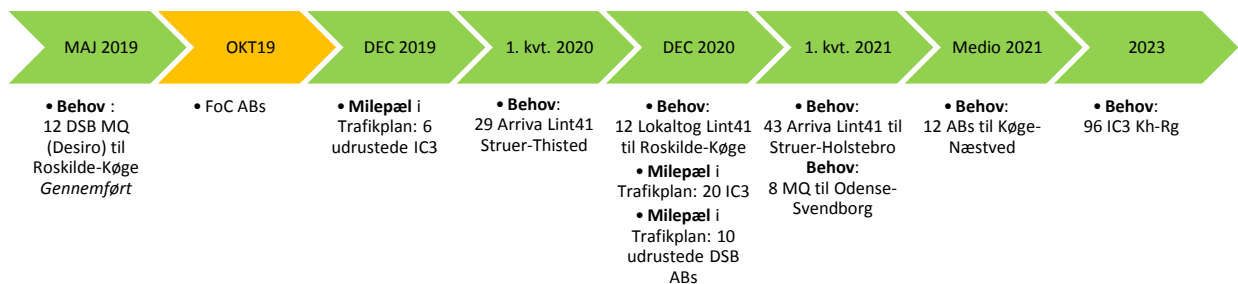 MAJ 2019
OKT19
DEC 2019
1. kvt. 2020
DEC 2020
1. kvt. 2021
Medio 2021
2023
• Behov :
12 DSB MQ
(Desiro) til
Roskilde-Køge
Gennemført
• FoC ABs
• Milepæl i
Trafikplan: 6
udrustede IC3
• Behov:
29 Arriva Lint41
Struer-Thisted
• Behov:
12 Lokaltog Lint41
til Roskilde-Køge
• Milepæl i
Trafikplan: 20 IC3
• Milepæl i
Trafikplan: 10
udrustede DSB
ABs
• Behov:
43 Arriva Lint41 til
Struer-Holstebro
Behov:
8 MQ til Odense-
Svendborg
• Behov:
12 ABs til Køge-
Næstved
• Behov:
96 IC3 Kh-Rg